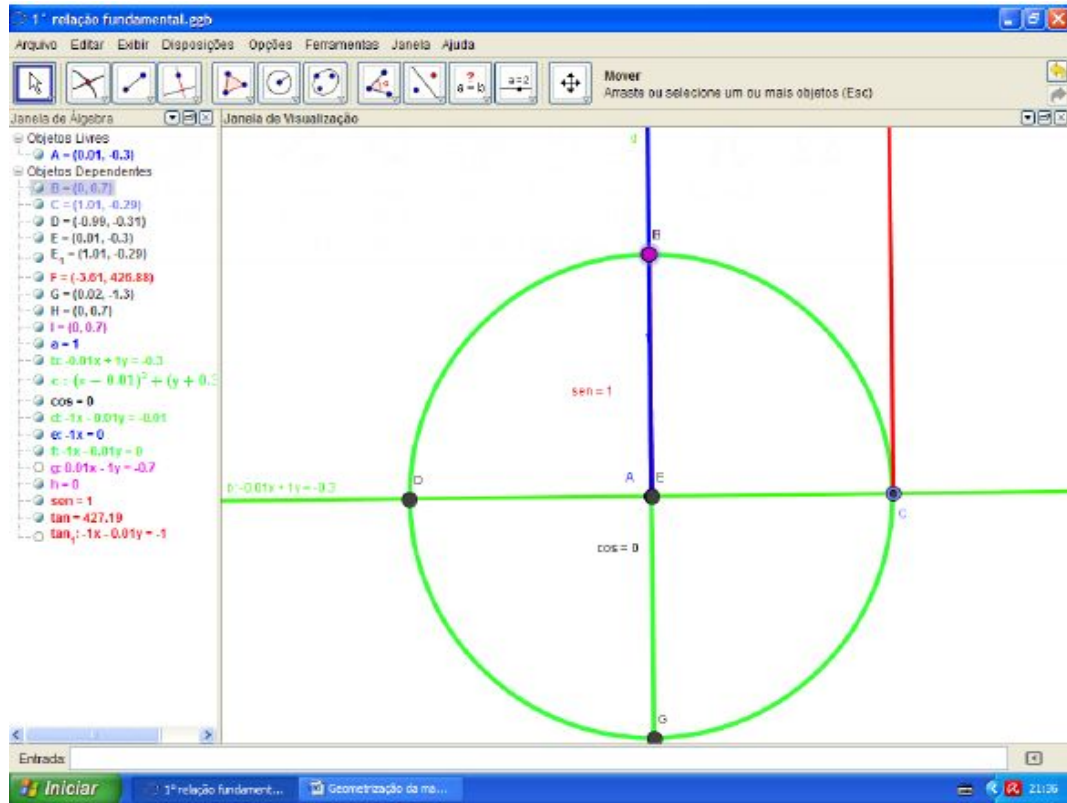 1ª relação fundamental.ggb
Arquivo Editar Exibir Disposições Opções Ferramentas Janela Ajuda
? a = b
a=2
Mover
Arraste ou selecione um ou mais objetos (Esc)
Janela de Álgebra
Janela de Visualização
Objetos Livres
A = (0.01, -0.3)
Objetos Dependentes
B = (0, 0.7)
C = (1.01, -0.29)
D = (-0.99, -0.31)
E = (0.01, -0.3)
E₁ = (1.01, -0.29)
F = (-3.61, 426.88)
G = (0.02, -1.3)
H = (0, 0.7)
I = (0, 0.7)
a = 1
b: -0.01x + 1y = -0.3
c : (x − 0.01)² + (y + 0.3
cos = 0
d: -1x - 0.01y = -0.01
e: -1x = 0
f: -1x - 0.01y = 0
g: 0.01x - 1y = -0.7
h = 0
sen = 1
tan = 427.19
tan₁: -1x - 0.01y = -1
d
B
sen = 1
D
A
E
b: -0.01x + 1y = -0.3
C
cos = 0
G
Entrada:
Iniciar
1ª relação fundament...
Geometrização da ma...
21:36